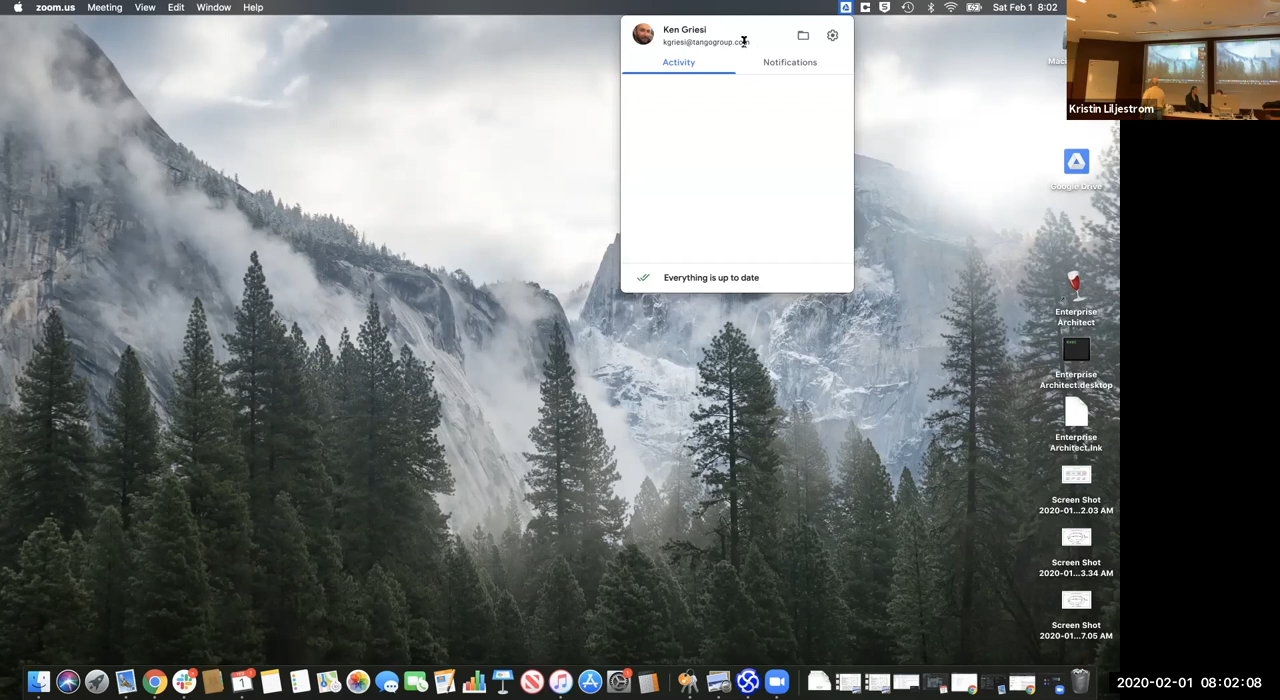 zoom.us Meeting View Edit Window Help
Sat Feb 1 8:02
Ken Griesi
kgriesi@tangogroup.com
Activity Notifications
Everything is up to date
Kristin Liljestrom
Google Drive
Enterprise
Architect
Enterprise
Architect.desktop
Enterprise
Architect.lnk
Screen Shot
2020-01...2.03 AM
Screen Shot
2020-01...3.34 AM
Screen Shot
2020-01...7.05 AM
2020-02-01 08:02:08